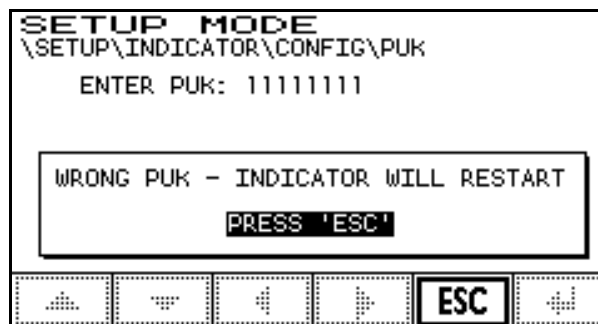 SETUP MODE
\SETUP\INDICATOR\CONFIG\PUK
ENTER PUK: 11111111
WRONG PUK - INDICATOR WILL RESTART
PRESS 'ESC'
ESC